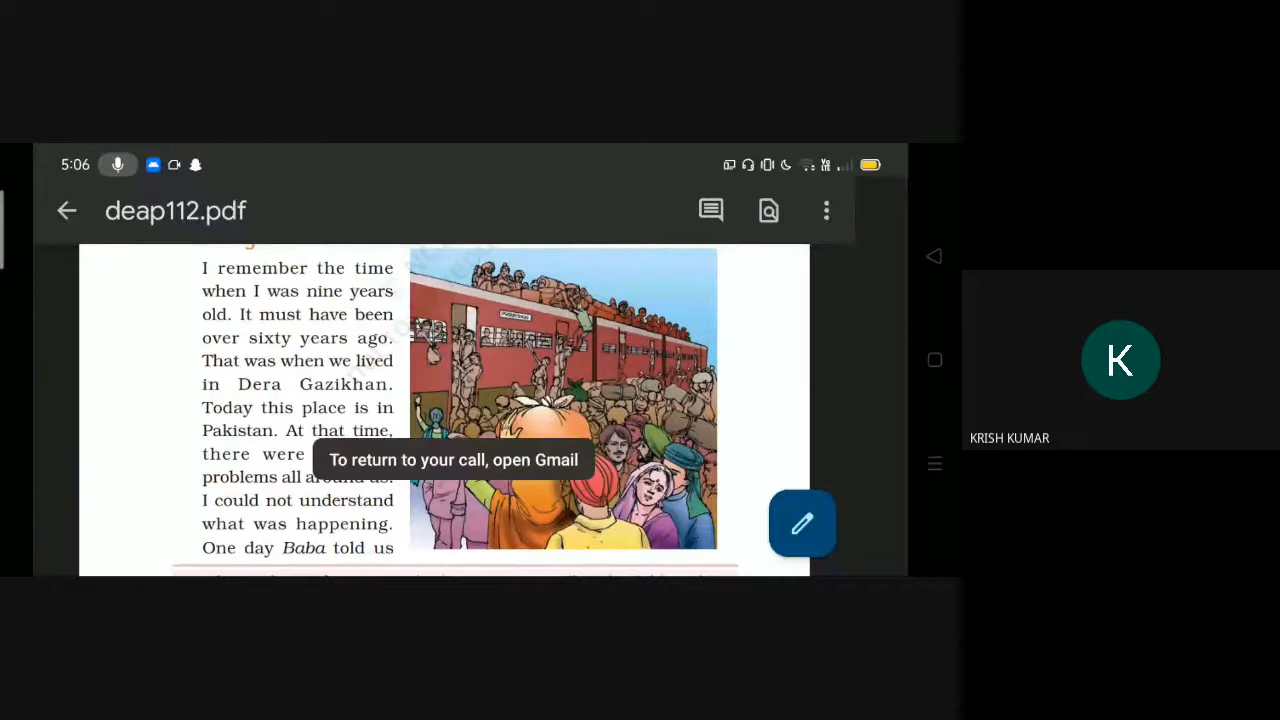 5:06
deap112.pdf
I remember the time
when I was nine years
old. It must have been
over sixty years ago.
That was when we lived
in Dera Gazikhan.
Today this place is in
Pakistan. At that time,
there were
To return to your call, open Gmail
problems all around us.
I could not understand
what was happening.
One day Baba told us
K
KRISH KUMAR